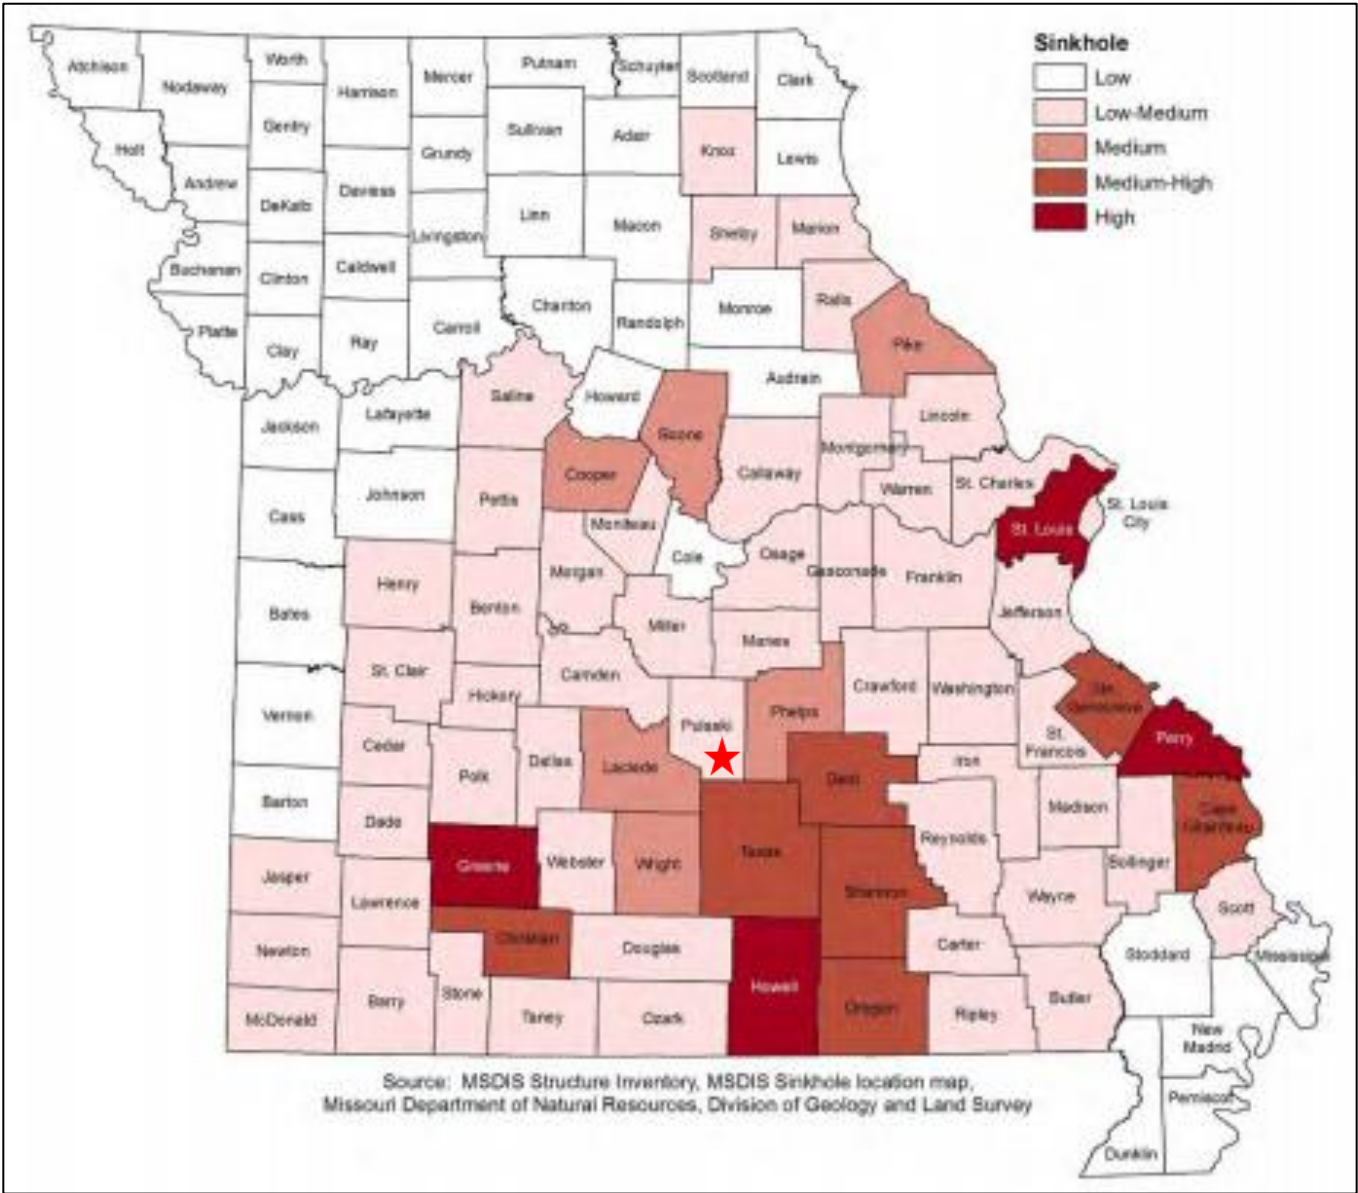 Sinkhole
Low
Low-Medium
Medium
Medium-High
High
Atchison
Nodaway
Worth
Harrison
Mercer
Putnam
Schuyler
Scotland
Clark
Gentry
Sullivan
Adair
Knox
Lewis
Holt
Andrew
DeKalb
Daviess
Grundy
Linn
Macon
Shelby
Marion
Livingston
Buchanan
Clinton
Caldwell
Chariton
Randolph
Monroe
Ralls
Platte
Clay
Ray
Carroll
Pike
Audrain
Saline
Howard
Boone
Lincoln
Jackson
Lafayette
Montgomery
Callaway
Cooper
Warren
St. Charles
St. Louis
City
St. Louis
Johnson
Pettis
Cass
Moniteau
Cole
Osage
Gasconade
Franklin
Henry
Morgan
Benton
Bates
Miller
Maries
Jefferson
St. Clair
Camden
Hickory
Crawford
Washington
Ste.
Genevieve
Vernon
Pulaski
Phelps
St.
Francois
Perry
Cedar
Polk
Dallas
Laclede
Dent
Iron
Barton
Dade
Madison
Cape
Girardeau
Reynolds
Jasper
Greene
Webster
Wright
Texas
Bollinger
Lawrence
Shannon
Wayne
Scott
Newton
Christian
Douglas
Carter
Stoddard
Mississippi
McDonald
Barry
Stone
Taney
Ozark
Howell
Oregon
Ripley
Butler
New
Madrid
Pemiscot
Dunklin
Source: MSDIS Structure Inventory, MSDIS Sinkhole location map,
Missouri Department of Natural Resources, Division of Geology and Land Survey